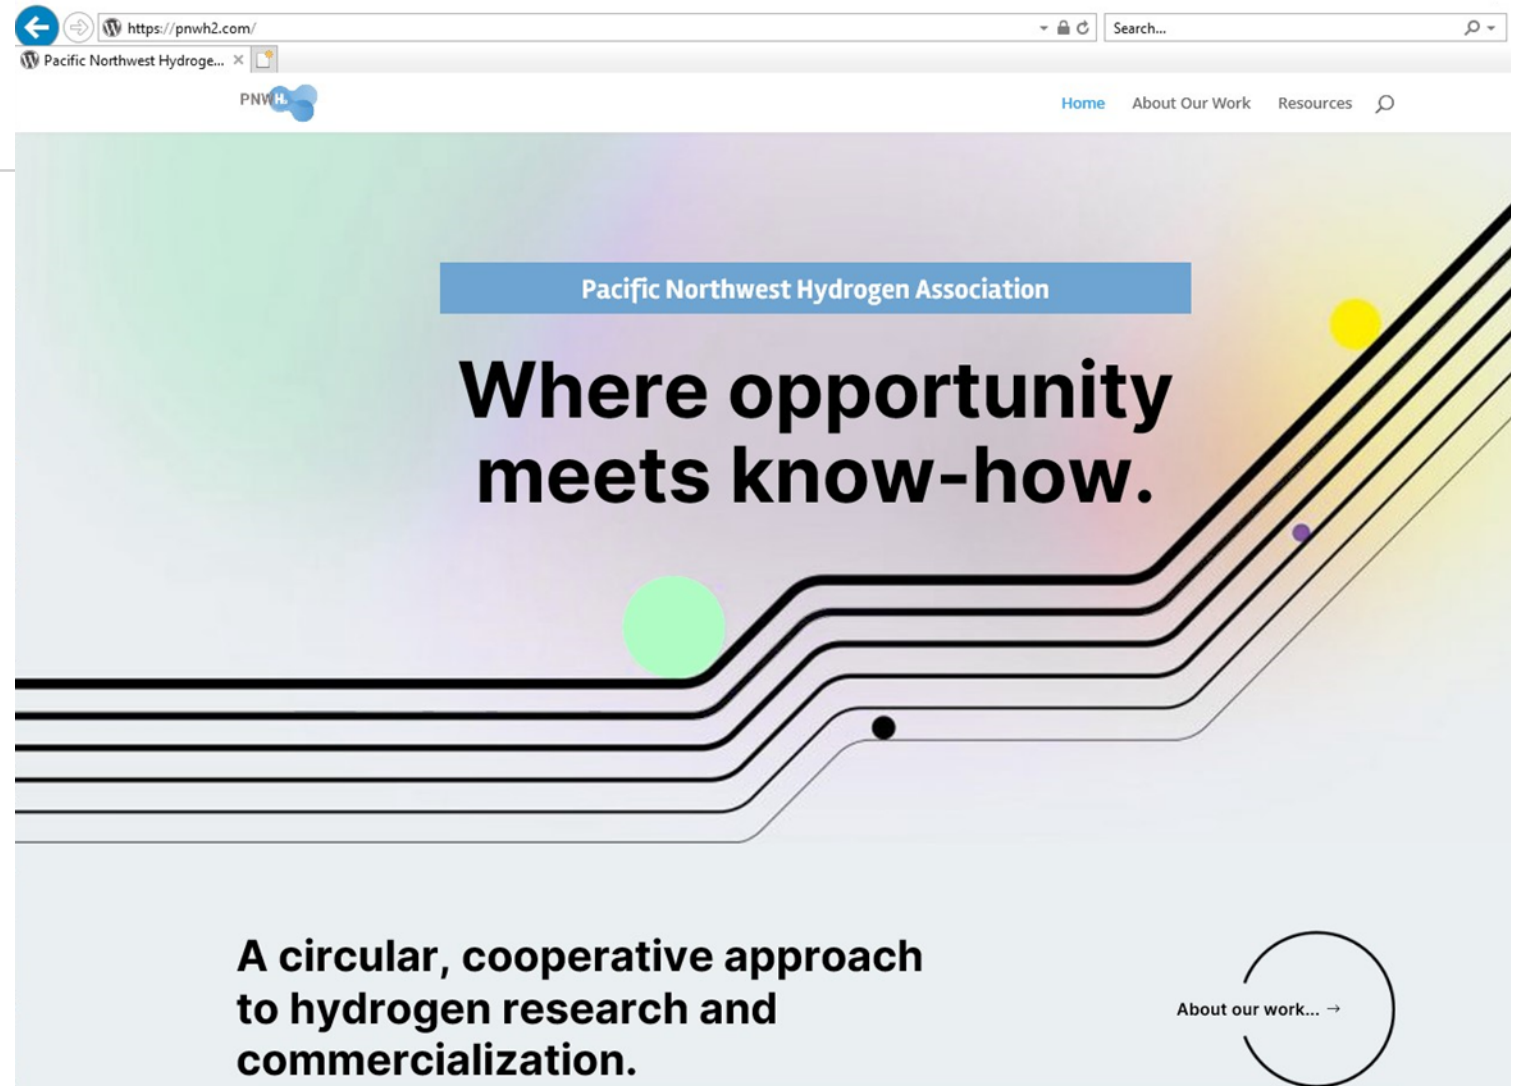 https://pnwh2.com/
Search...
Pacific Northwest Hydroge...
PNWH₂
Home About Our Work Resources
Pacific Northwest Hydrogen Association
Where opportunity
meets know-how.
A circular, cooperative approach
to hydrogen research and
commercialization.
About our work... →